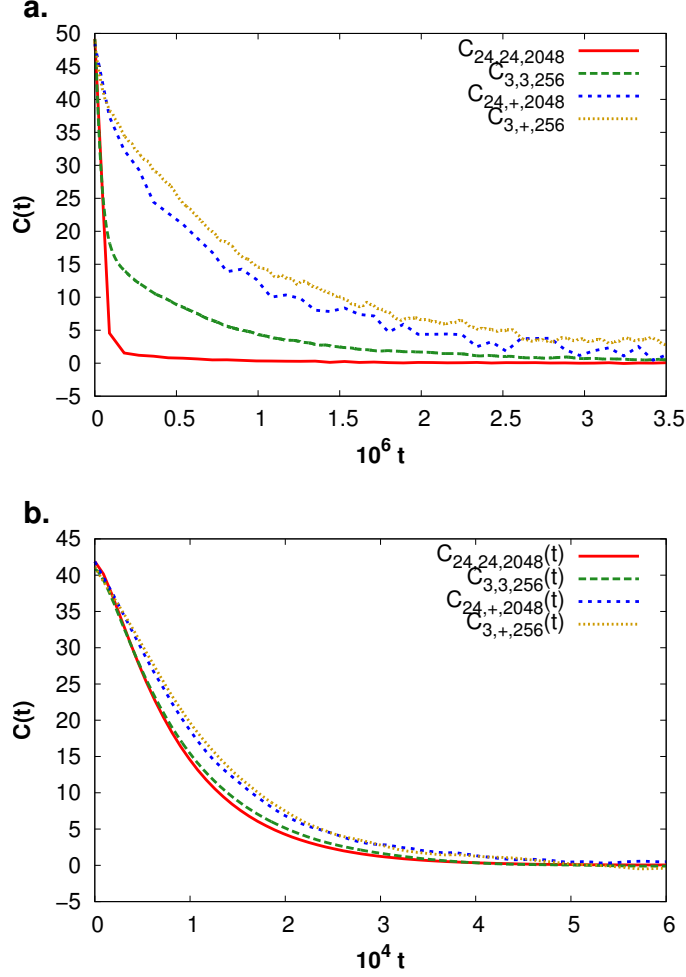 a.
50
45
40
35
30
25
20
15
10
5
0
−5
C(t)
C24,24,2048
C3,3,256
C24,+,2048
C3,+,256
0 0.5 1 1.5 2 2.5 3 3.5
10^6 t
b.
45
40
35
30
25
20
15
10
5
0
−5
C(t)
C24,24,2048(t)
C3,3,256(t)
C24,+,2048(t)
C3,+,256(t)
0 1 2 3 4 5 6
10^4 t